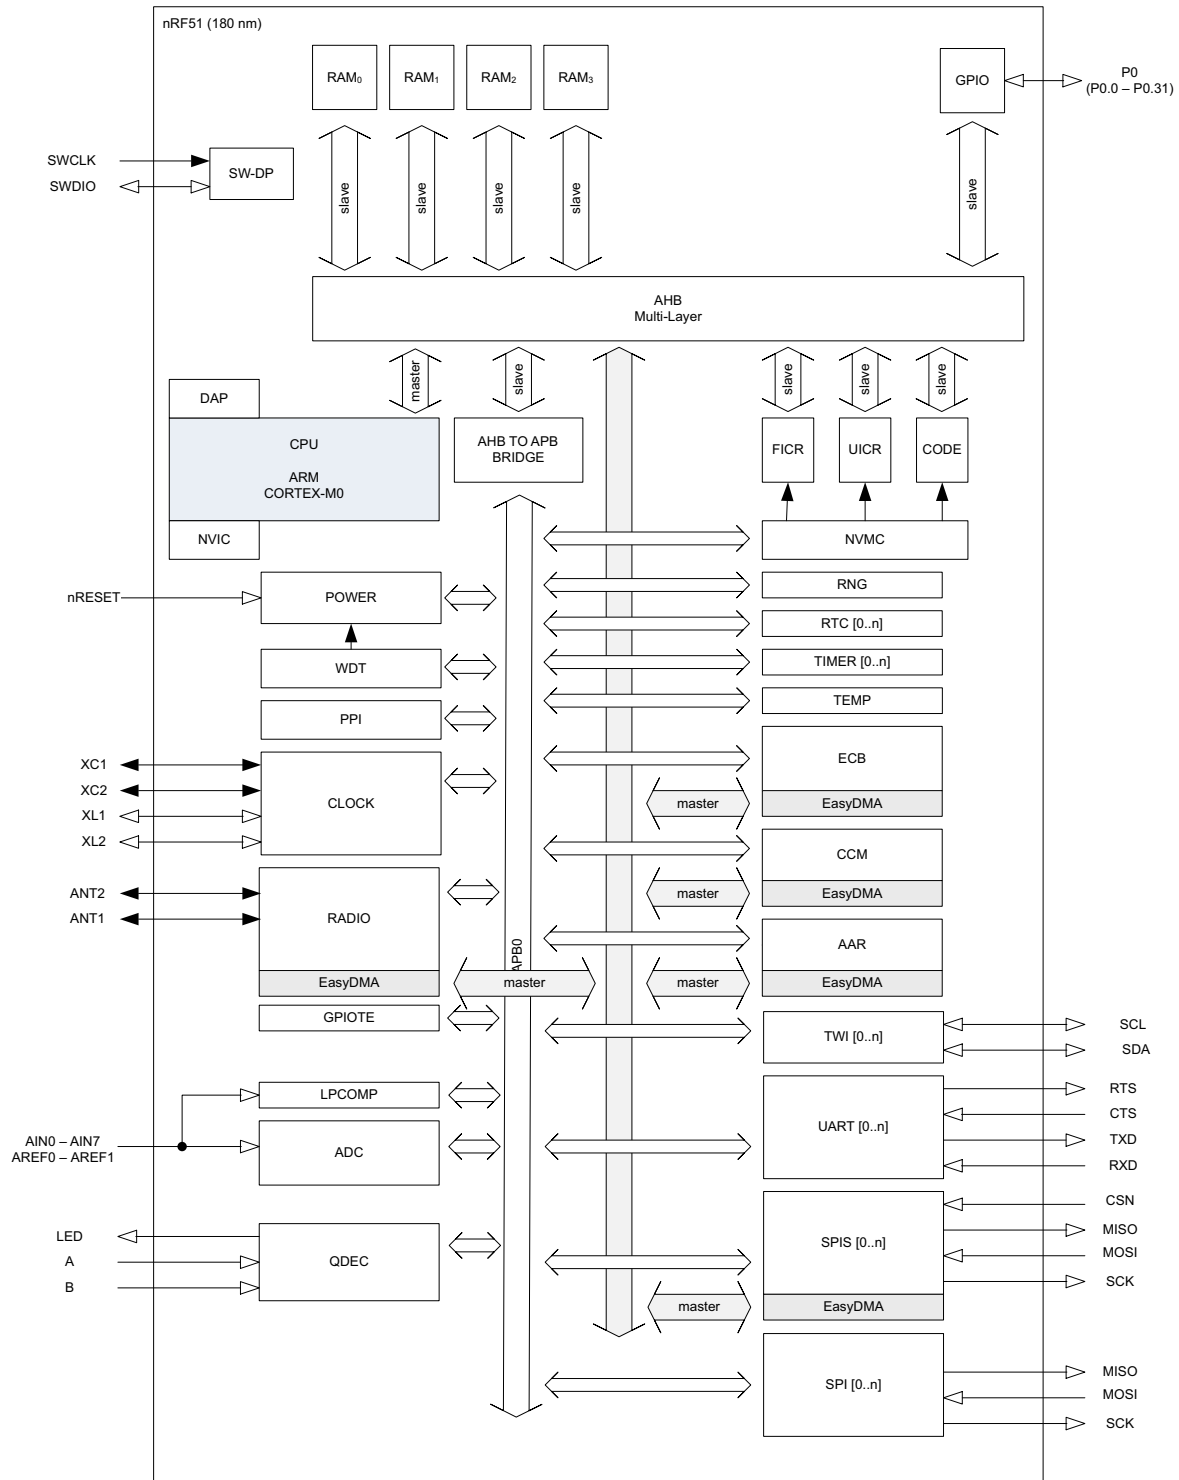 nRF51 (180 nm)
RAM0
RAM1
RAM2
RAM3
GPIO
P0
(P0.0 – P0.31)
SWCLK
SWDIO
SW-DP
slave
slave
slave
slave
slave
AHB
Multi-Layer
master
slave
slave
slave
slave
DAP
CPU
ARM
CORTEX-M0
NVIC
AHB TO APB
BRIDGE
FICR
UICR
CODE
NVMC
nRESET
POWER
RNG
RTC [0..n]
WDT
TIMER [0..n]
PPI
TEMP
XC1
XC2
XL1
XL2
CLOCK
ECB
master
EasyDMA
CCM
master
EasyDMA
ANT2
ANT1
RADIO
EasyDMA
APB0
master
AAR
master
EasyDMA
GPIOTE
TWI [0..n]
SCL
SDA
LPCOMP
AIN0 – AIN7
AREF0 – AREF1
ADC
UART [0..n]
RTS
CTS
TXD
RXD
LED
A
B
QDEC
SPIS [0..n]
CSN
MISO
MOSI
SCK
master
EasyDMA
SPI [0..n]
MISO
MOSI
SCK